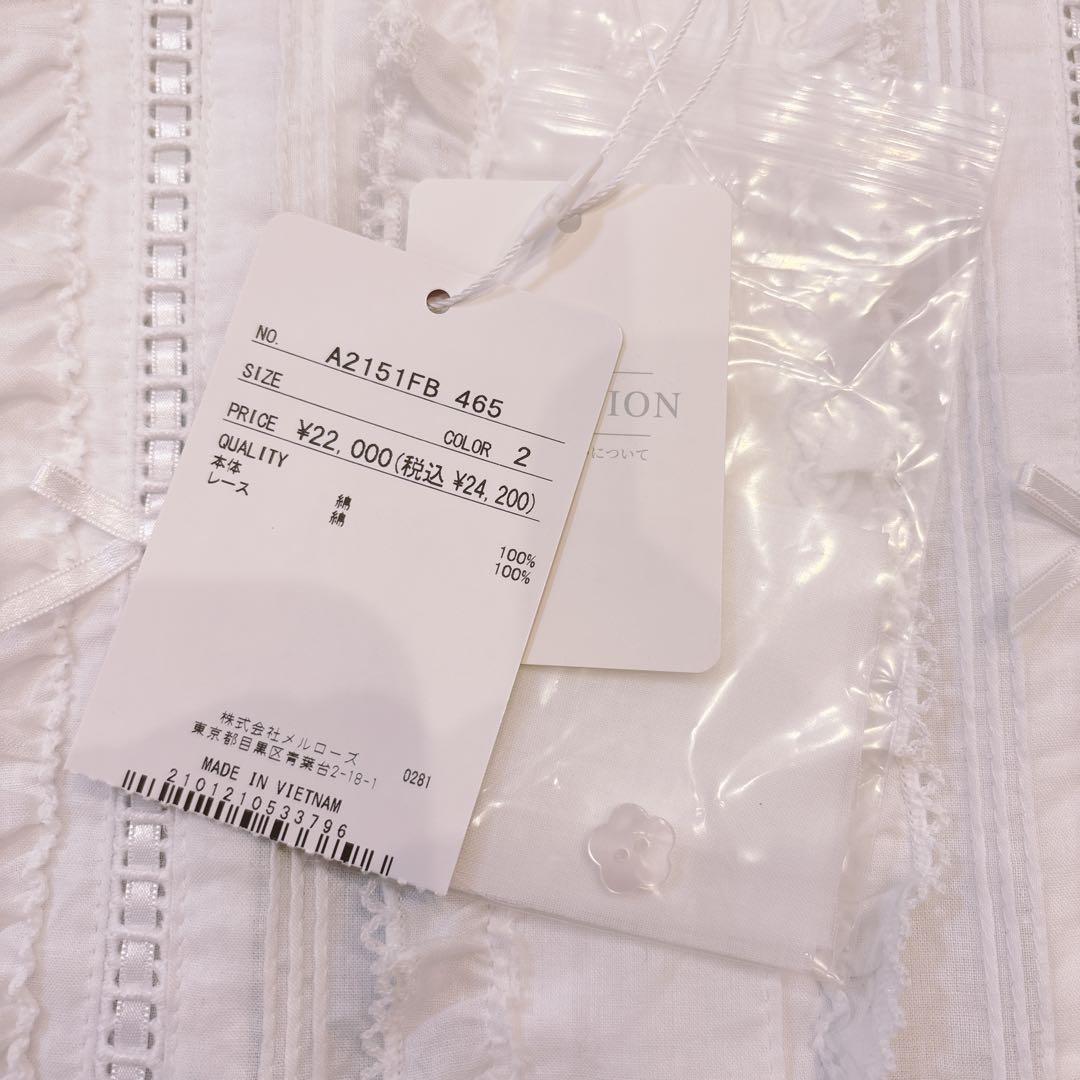 NO. A2151FB 465
SIZE COLOR 2
PRICE ¥22,000(税込 ¥24,200)
QUALITY
本体 綿 100%
レース 綿 100%
株式会社メルローズ
東京都目黒区青葉台2-18-1 0281
MADE IN VIETNAM
2101210533796
ION
について